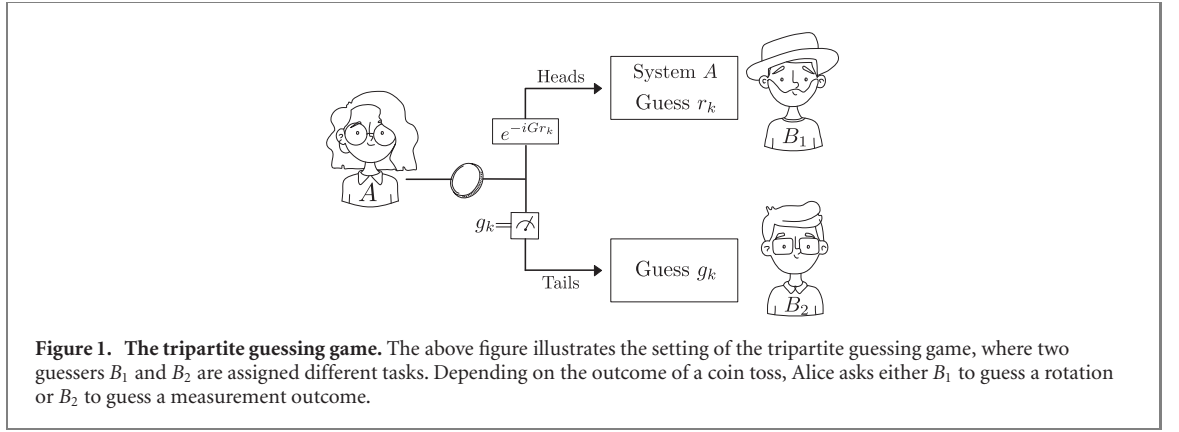 Heads
System A
Guess r_k
B_1
e^{-iGr_k}
A
g_k=
Guess g_k
Tails
B_2
Figure 1. The tripartite guessing game. The above figure illustrates the setting of the tripartite guessing game, where two
guessers B_1 and B_2 are assigned different tasks. Depending on the outcome of a coin toss, Alice asks either B_1 to guess a rotation
or B_2 to guess a measurement outcome.